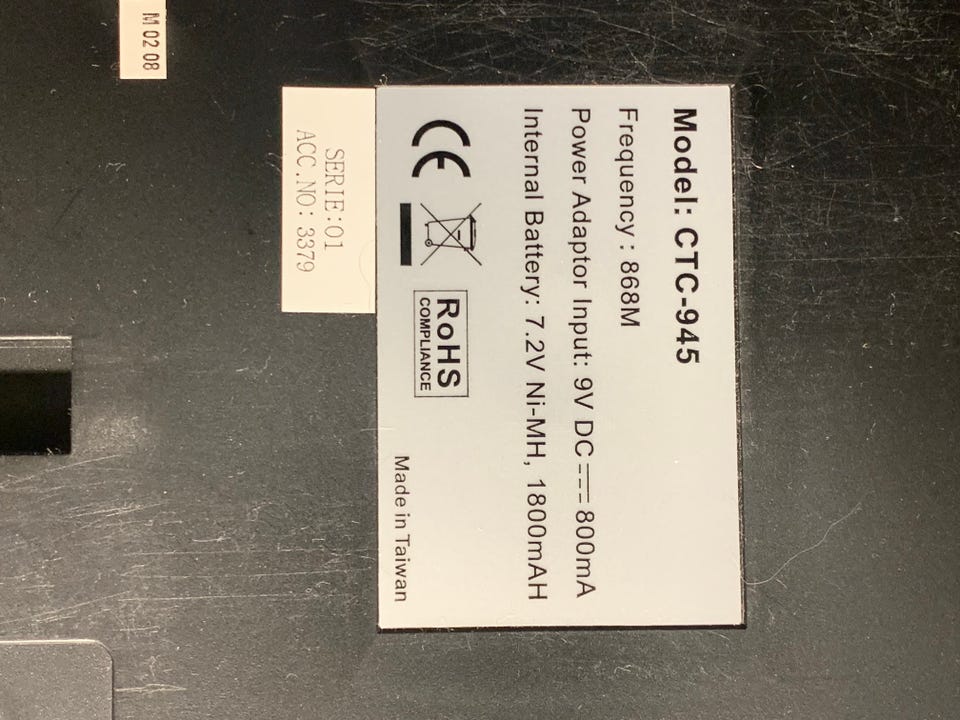 Model: CTC-945
Frequency : 868M
Power Adaptor Input: 9V DC⎓800mA
Internal Battery: 7.2V Ni-MH, 1800mAH
CE
RoHS
COMPLIANCE
Made in Taiwan
SERIE:01
ACC.NO: 3379
M 02 08